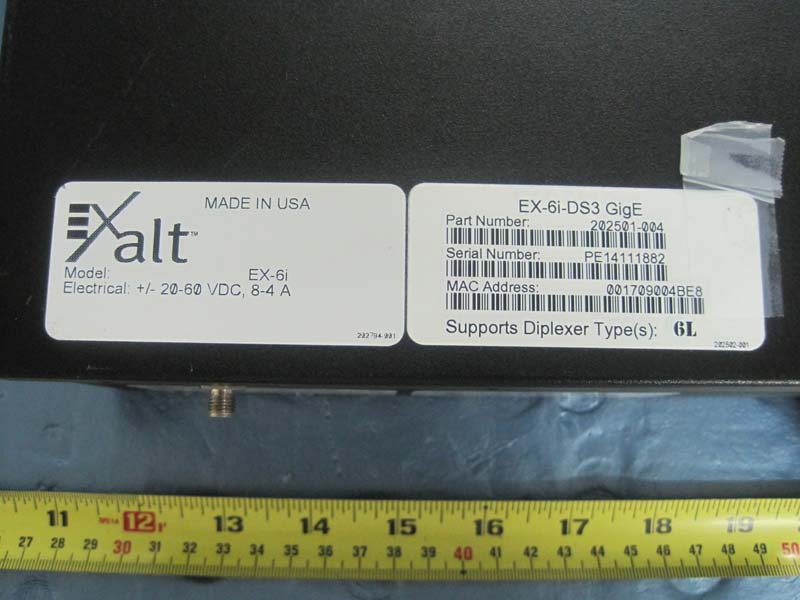 EXalt™
MADE IN USA
Model: EX-6i
Electrical: +/- 20-60 VDC, 8-4 A
202794-001
EX-6i-DS3 GigE
Part Number: 202501-004
Serial Number: PE14111882
MAC Address: 001709004BE8
Supports Diplexer Type(s): 6L
202502-001
11 12 1F 13 14 15 16 17 18 19
27 28 29 30 31 32 33 34 35 36 37 38 39 40 41 42 43 44 45 46 47 48 49 50